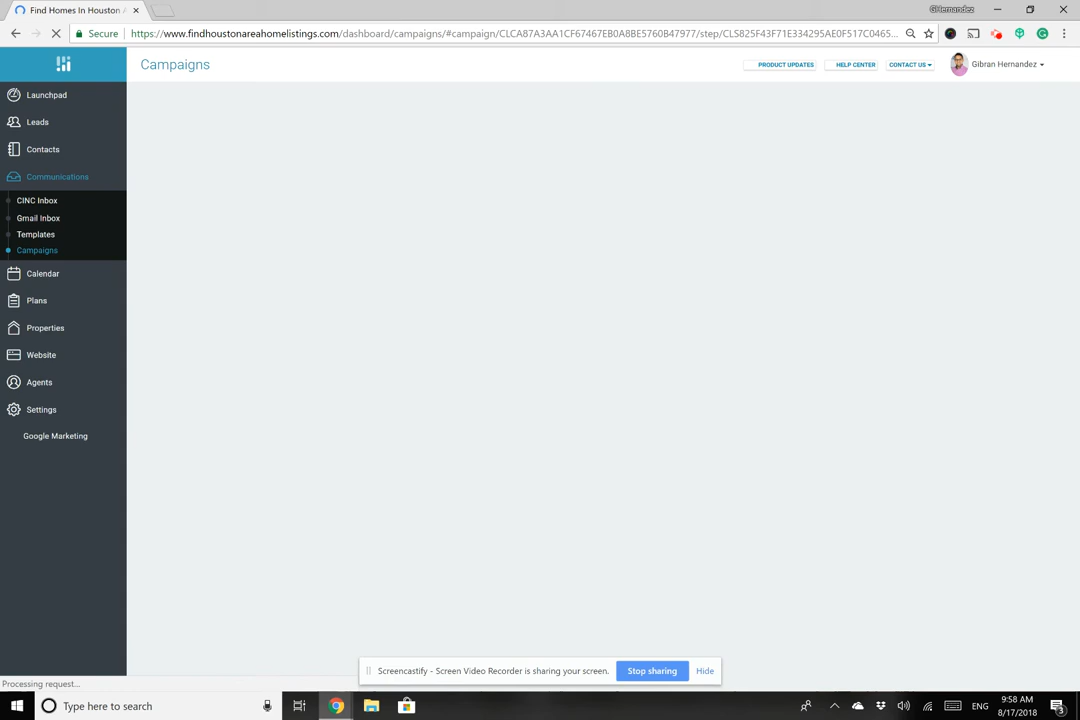 Find Homes In Houston A
GHernandez
Secure
https://www.findhoustonareahomelistings.com/dashboard/campaigns/#campaign/CLCA87A3AA1CF67467EB0A8BE5760B47977/step/CLS825F43F71E334295AE0F517C0465...
Campaigns
PRODUCT UPDATES
HELP CENTER
CONTACT US
Gibran Hernandez
Launchpad
Leads
Contacts
Communications
CINC Inbox
Gmail Inbox
Templates
Campaigns
Calendar
Plans
Properties
Website
Agents
Settings
Google Marketing
Screencastify - Screen Video Recorder is sharing your screen.
Stop sharing
Hide
Processing request...
Type here to search
ENG
9:58 AM
8/17/2018
3